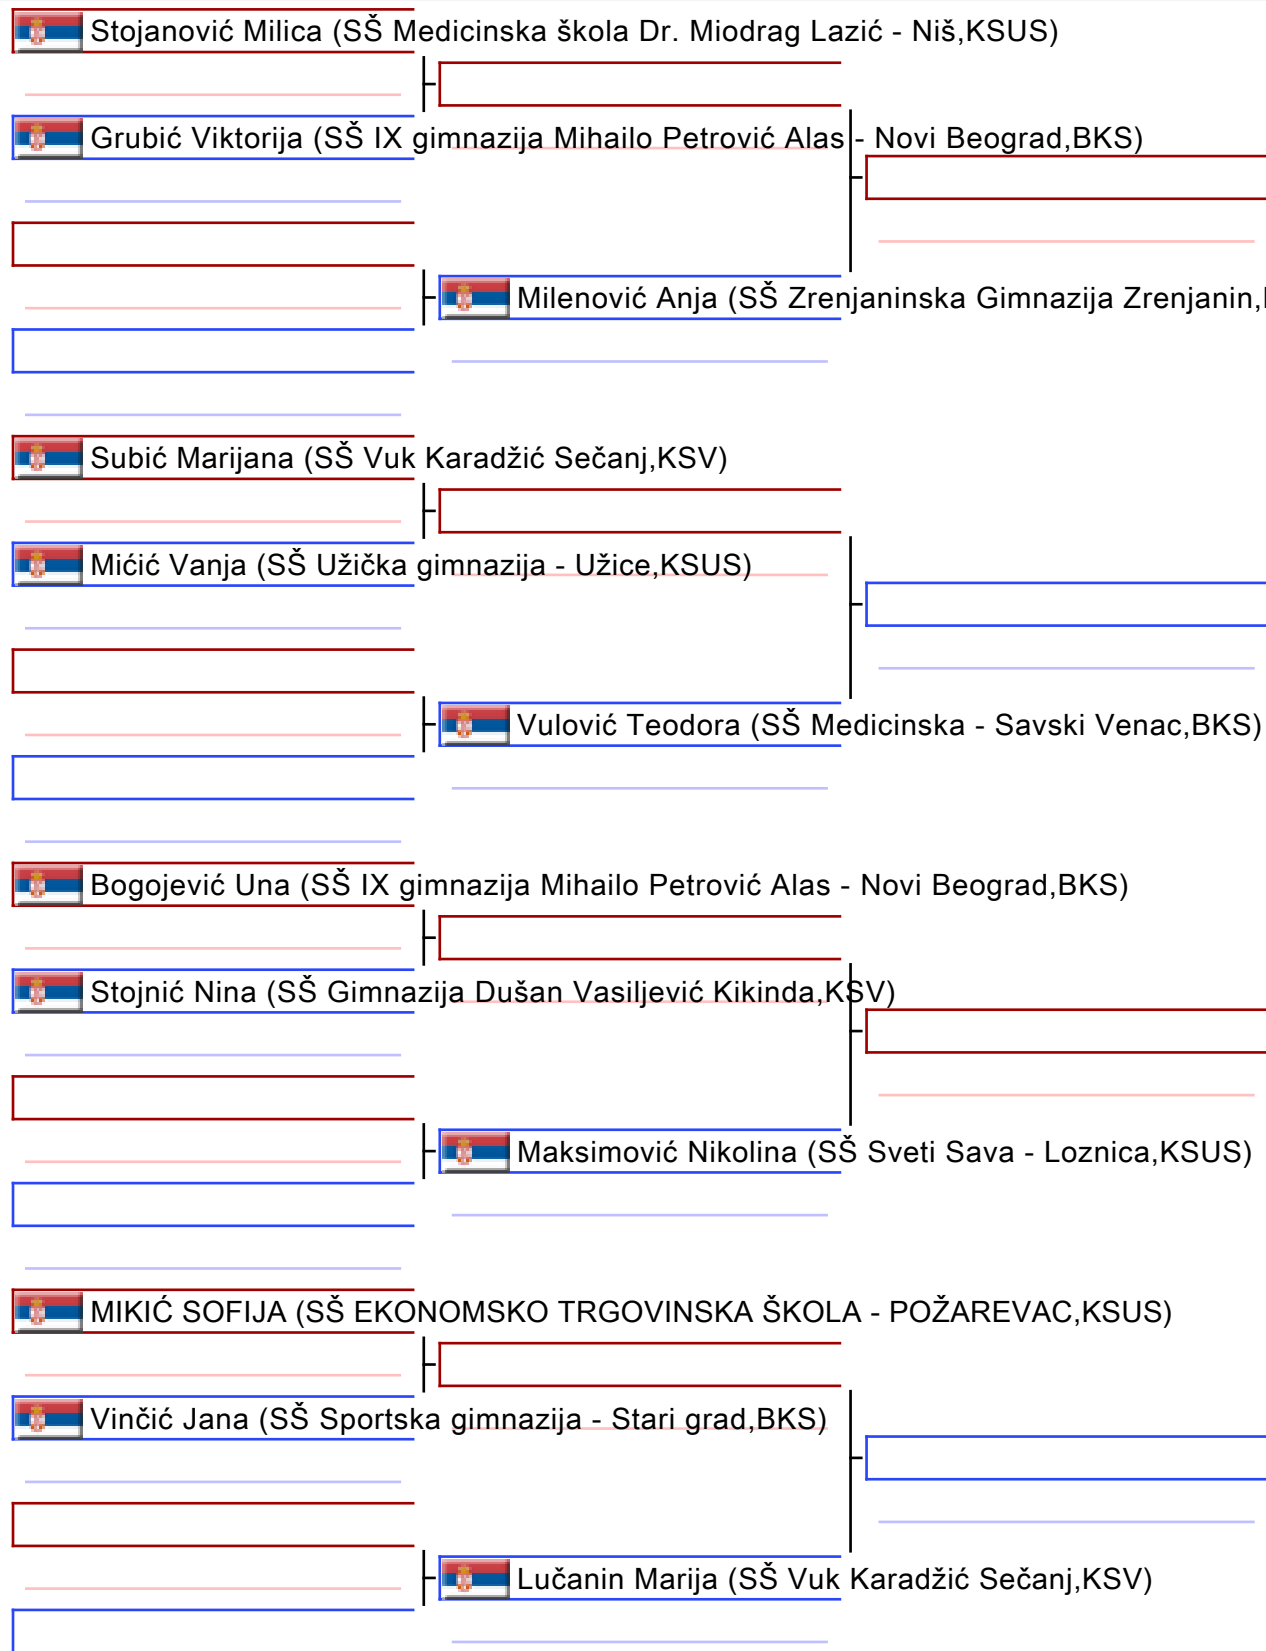 Stojanović Milica (SŠ Medicinska škola Dr. Miodrag Lazić - Niš,KSUS)
Grubić Viktorija (SŠ IX gimnazija Mihailo Petrović Alas - Novi Beograd,BKS)
Milenović Anja (SŠ Zrenjaninska Gimnazija Zrenjanin,
Subić Marijana (SŠ Vuk Karadžić Sečanj,KSV)
Mićić Vanja (SŠ Užička gimnazija - Užice,KSUS)
Vulović Teodora (SŠ Medicinska - Savski Venac,BKS)
Bogojević Una (SŠ IX gimnazija Mihailo Petrović Alas - Novi Beograd,BKS)
Stojnić Nina (SŠ Gimnazija Dušan Vasiljević Kikinda,KSV)
Maksimović Nikolina (SŠ Sveti Sava - Loznica,KSUS)
MIKIĆ SOFIJA (SŠ EKONOMSKO TRGOVINSKA ŠKOLA - POŽAREVAC,KSUS)
Vinčić Jana (SŠ Sportska gimnazija - Stari grad,BKS)
Lučanin Marija (SŠ Vuk Karadžić Sečanj,KSV)